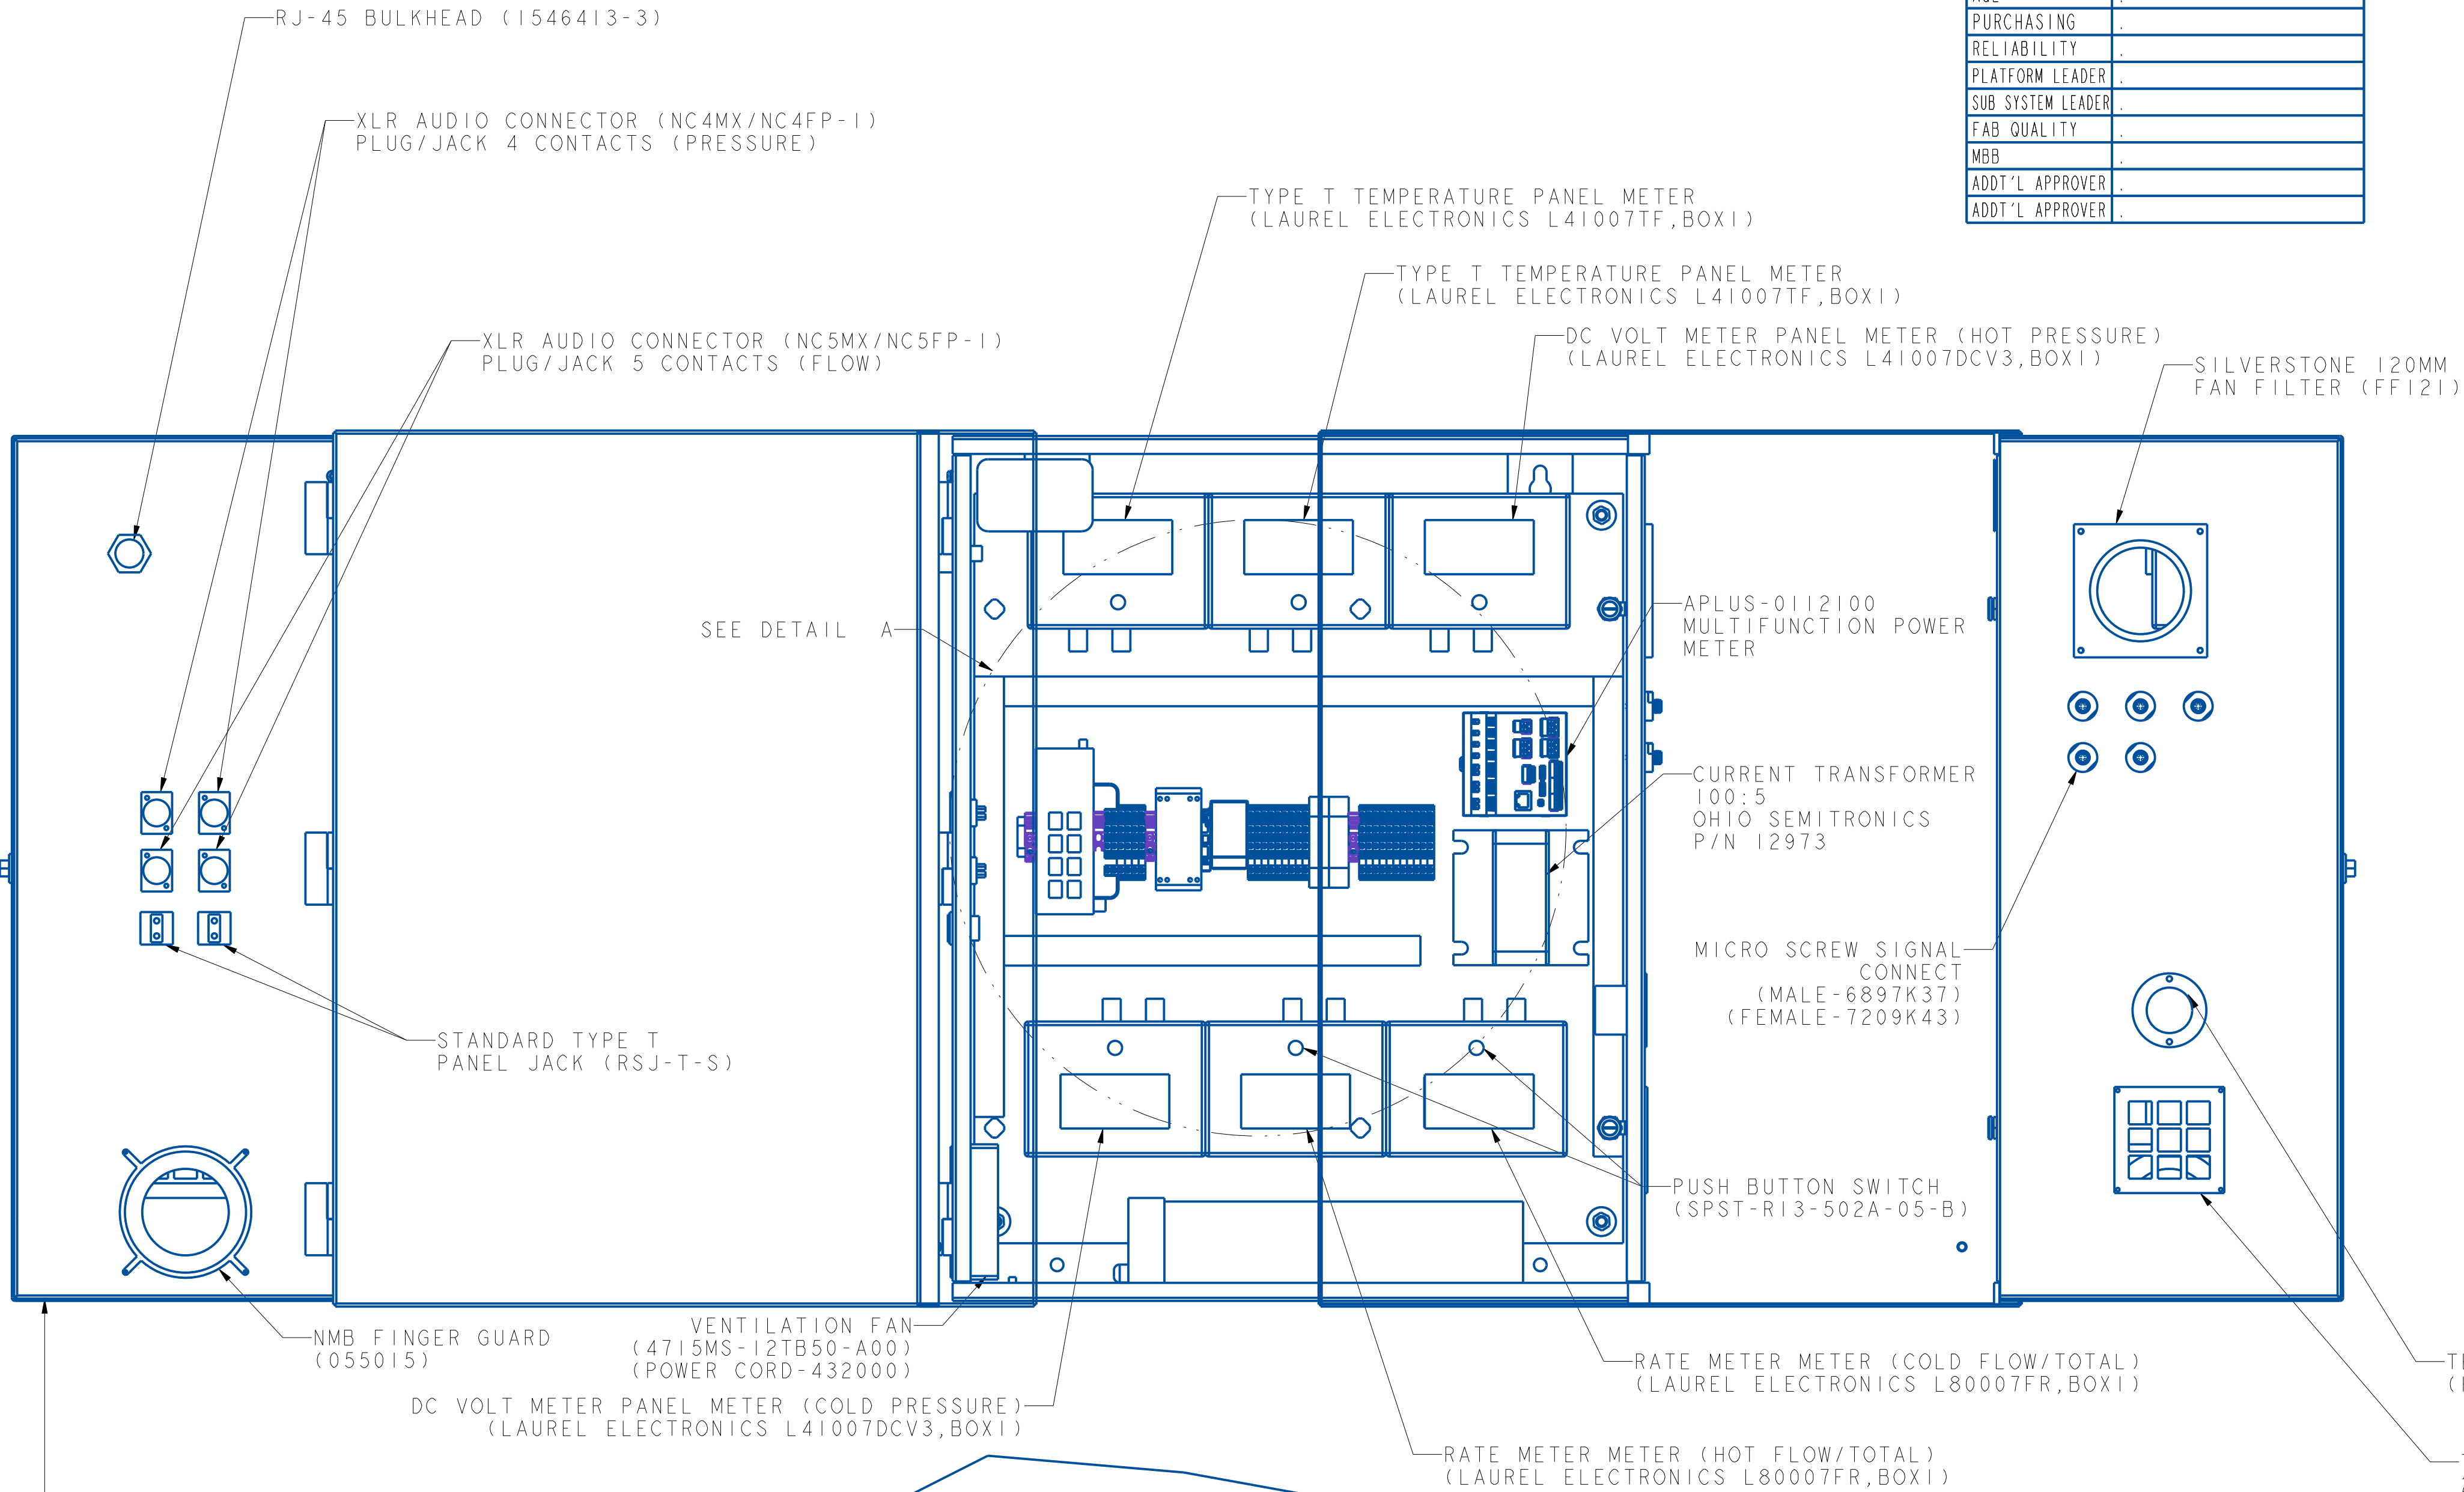 RJ-45 BULKHEAD (1546413-3)
XLR AUDIO CONNECTOR (NC4MX/NC4FP-1)
PLUG/JACK 4 CONTACTS (PRESSURE)
XLR AUDIO CONNECTOR (NC5MX/NC5FP-1)
PLUG/JACK 5 CONTACTS (FLOW)
TYPE T TEMPERATURE PANEL METER
(LAUREL ELECTRONICS L41007TF,BOX1)
TYPE T TEMPERATURE PANEL METER
(LAUREL ELECTRONICS L41007TF,BOX1)
DC VOLT METER PANEL METER (HOT PRESSURE)
(LAUREL ELECTRONICS L41007DCV3,BOX1)
PURCHASING .
RELIABILITY .
PLATFORM LEADER .
SUB SYSTEM LEADER .
FAB QUALITY .
MBB .
ADDT'L APPROVER .
ADDT'L APPROVER .
SILVERSTONE 120MM
FAN FILTER (FF121)
SEE DETAIL A
APLUS-0112100
MULTIFUNCTION POWER
METER
CURRENT TRANSFORMER
100:5
OHIO SEMITRONICS
P/N 12973
MICRO SCREW SIGNAL
CONNECT
(MALE-6897K37)
(FEMALE-7209K43)
STANDARD TYPE T
PANEL JACK (RSJ-T-S)
PUSH BUTTON SWITCH
(SPST-R13-502A-05-B)
NMB FINGER GUARD
(055015)
VENTILATION FAN
(4715MS-12TB50-A00)
(POWER CORD-432000)
DC VOLT METER PANEL METER (COLD PRESSURE)
(LAUREL ELECTRONICS L41007DCV3,BOX1)
RATE METER METER (COLD FLOW/TOTAL)
(LAUREL ELECTRONICS L80007FR,BOX1)
RATE METER METER (HOT FLOW/TOTAL)
(LAUREL ELECTRONICS L80007FR,BOX1)